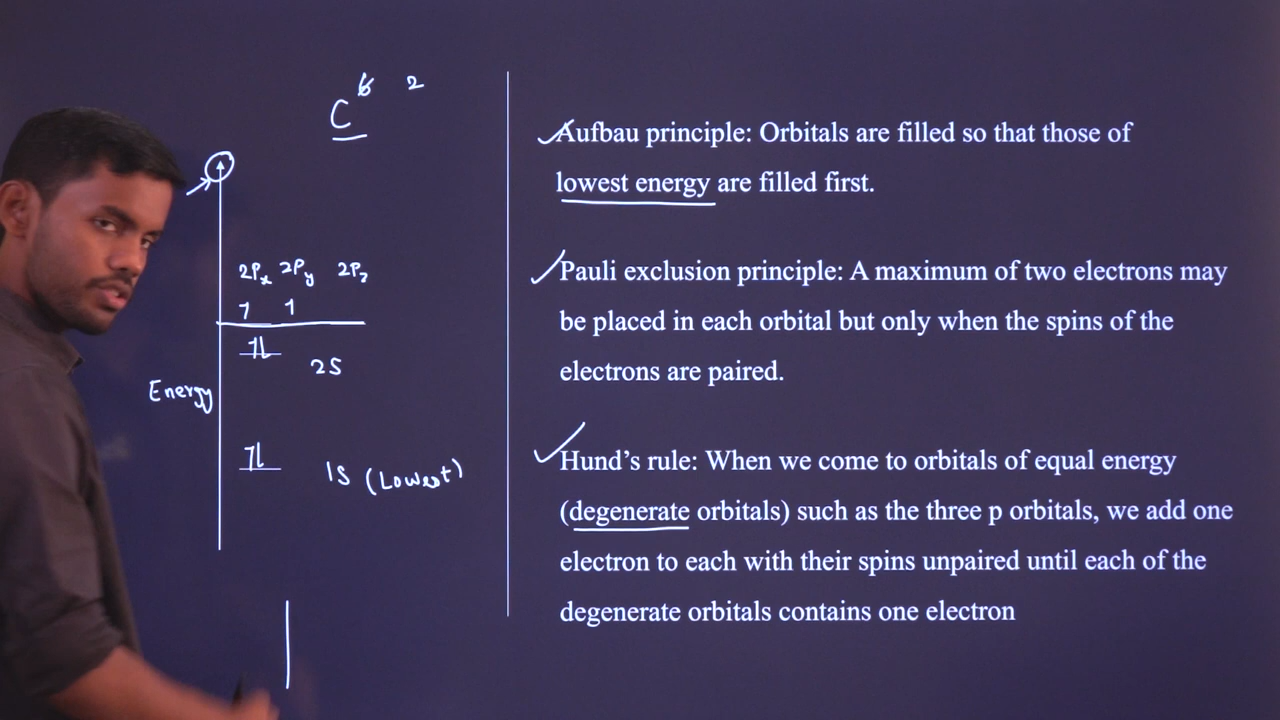 C 6 2
2Px 2Py 2Pz
1 1
1L
2S
Energy
1L
1S (Lowest)
Aufbau principle: Orbitals are filled so that those of
lowest energy are filled first.
Pauli exclusion principle: A maximum of two electrons may
be placed in each orbital but only when the spins of the
electrons are paired.
Hund’s rule: When we come to orbitals of equal energy
(degenerate orbitals) such as the three p orbitals, we add one
electron to each with their spins unpaired until each of the
degenerate orbitals contains one electron